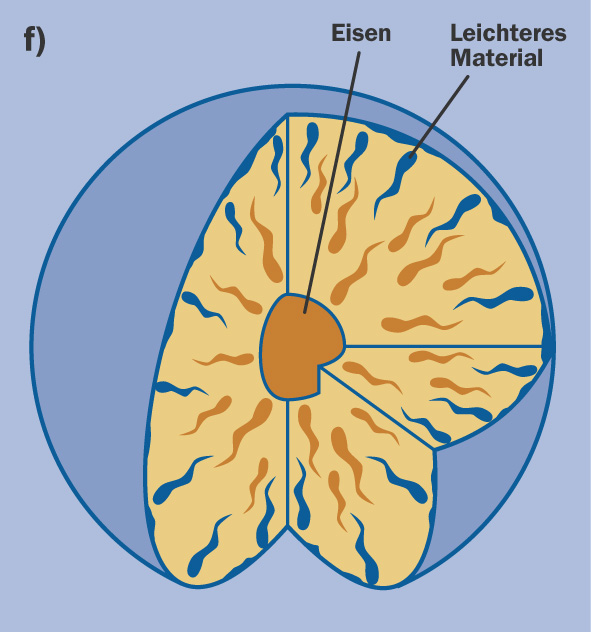 f)
Eisen
Leichteres
Material